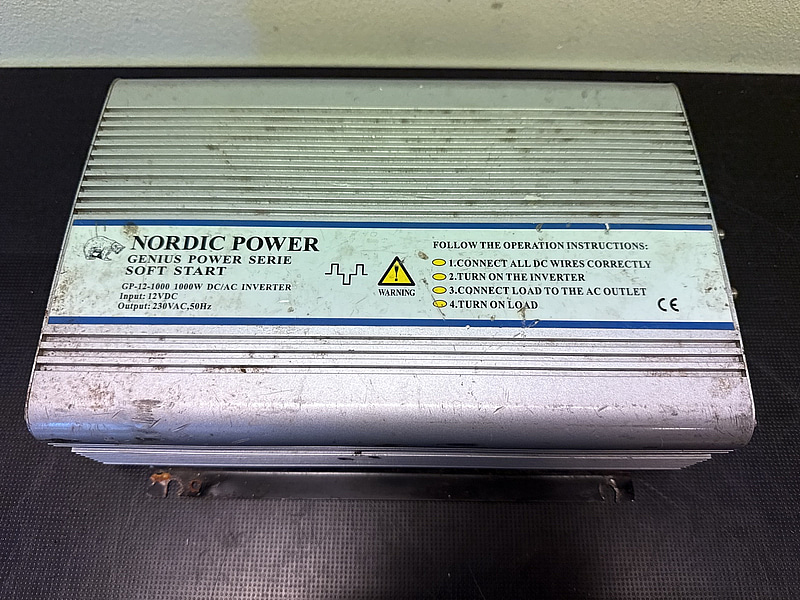 NORDIC POWER
GENIUS POWER SERIE
SOFT START
GP-12-1000 1000W DC/AC INVERTER
Input: 12VDC
Output: 230VAC,50Hz
WARNING
FOLLOW THE OPERATION INSTRUCTIONS:
1.CONNECT ALL DC WIRES CORRECTLY
2.TURN ON THE INVERTER
3.CONNECT LOAD TO THE AC OUTLET
4.TURN ON LOAD
CE